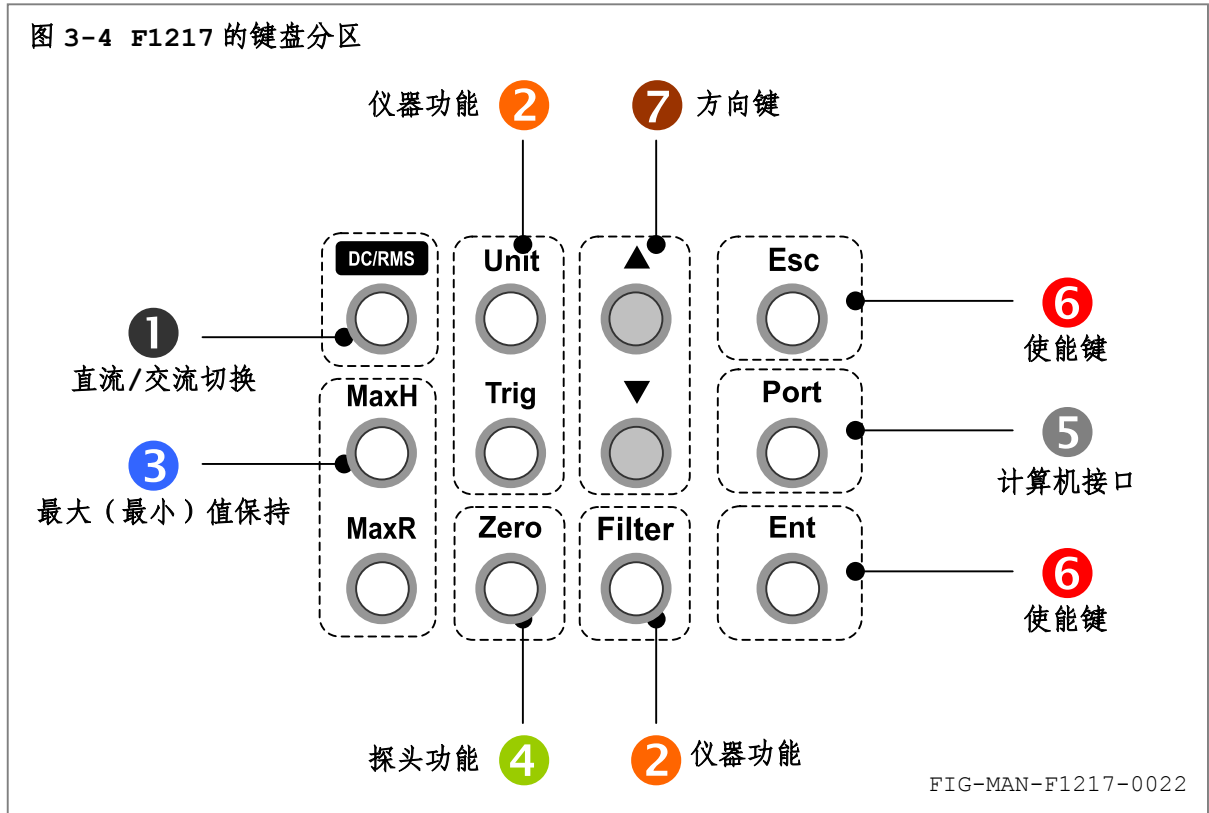 图 3-4 F1217 的键盘分区
仪器功能 2
7 方向键
DC/RMS
Unit
▲
Esc
1
直流/交流切换
6
使能键
MaxH
Trig
▼
Port
3
最大（最小）值保持
5
计算机接口
MaxR
Zero
Filter
Ent
6
使能键
探头功能 4
2 仪器功能
FIG-MAN-F1217-0022